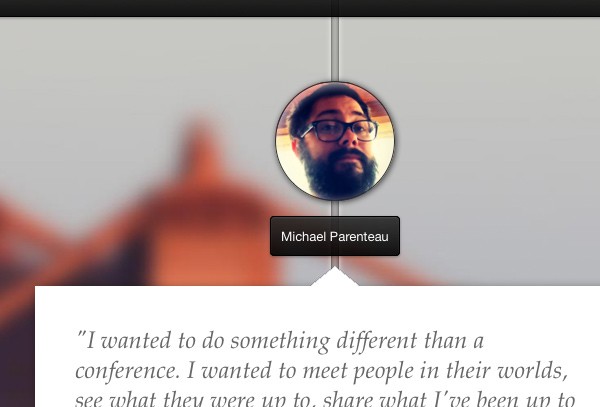 Michael Parenteau
"I wanted to do something different than a
conference. I wanted to meet people in their worlds,
see what they were up to, share what I've been up to